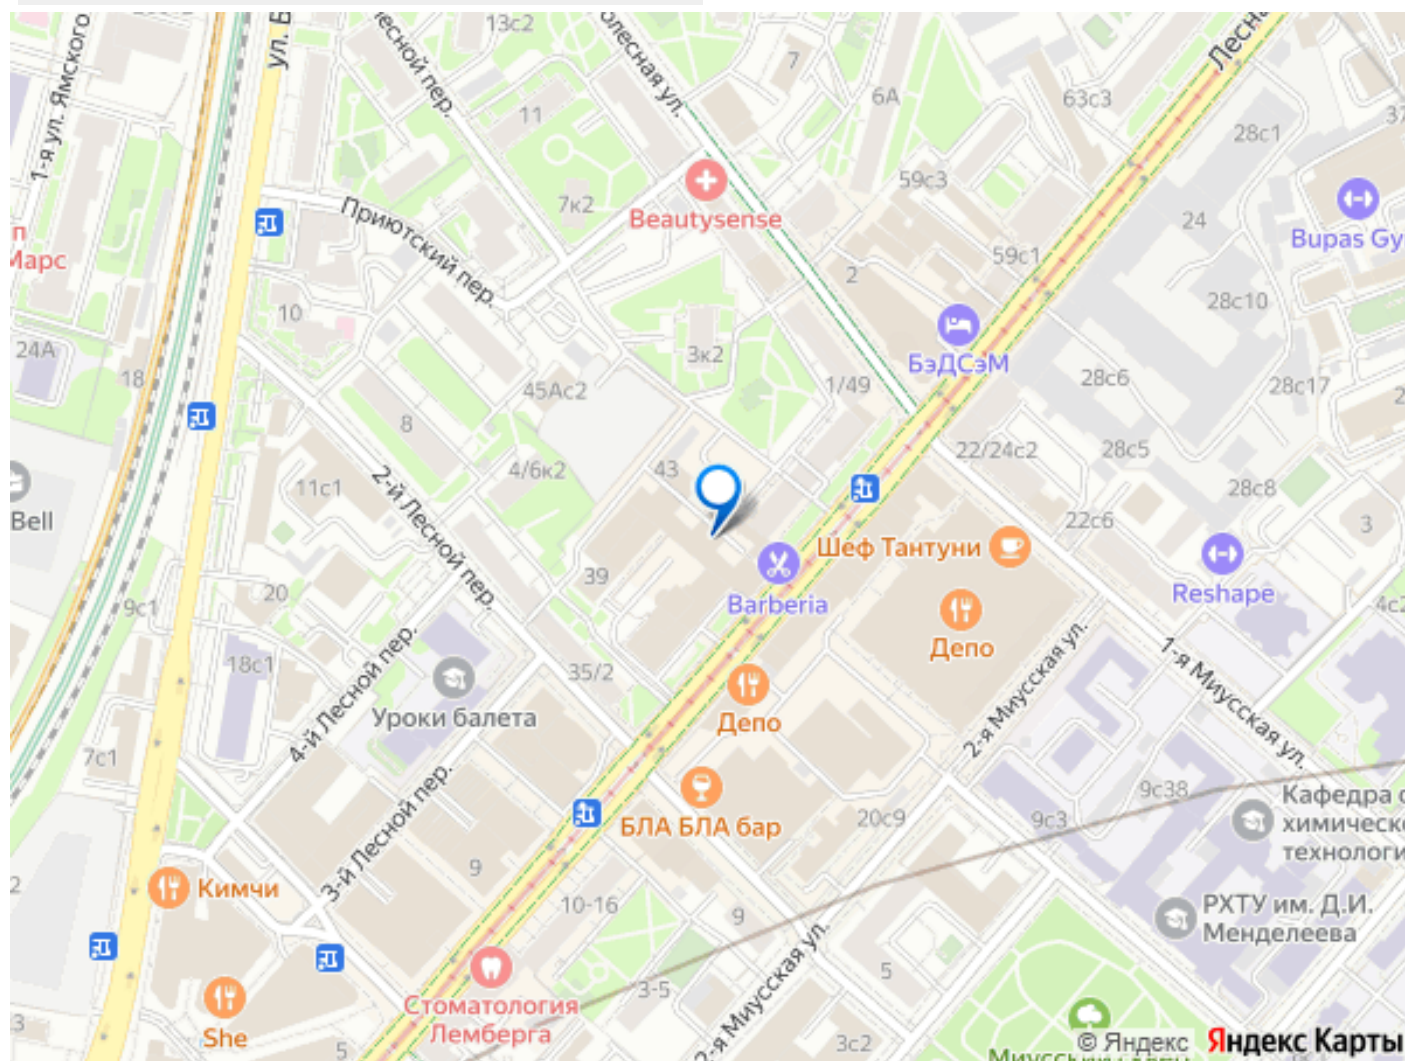 13с2
1-я ул. Ямского
ул. Б
лесной пер.
олесная ул.
Лесна
7
6А
63с3
37
11
28с1
Beautysense
7к2
59с3
24
Приютский пер.
Bupas Gy
п
Марс
59с1
2
10
28с10
24А
18
3к2
БэДСэМ
28с6
28с17
45Ас2
1/49
2
8
22/24с2
28с5
4/6к2
43
11с1
2-й Лесной пер.
28с8
Bell
22с6
3
Шеф Тантуни
39
Reshape
20
9с1
Barberia
4с2
Депо
1-я Миусская ул.
18с1
35/2
4-й Лесной пер.
Уроки балета
Депо
2-я Миусская ул.
7с1
3-й Лесной пер.
9с38
БЛА БЛА бар
20с9
9с3
Кафедра о
химическо
технологи
9
2
Кимчи
10-16
9
РХТУ им. Д.И.
Менделеева
2-я Миусская ул.
5
3-5
Стоматология
Лемберга
3
She
5
3с2
© Яндекс Яндекс Карты